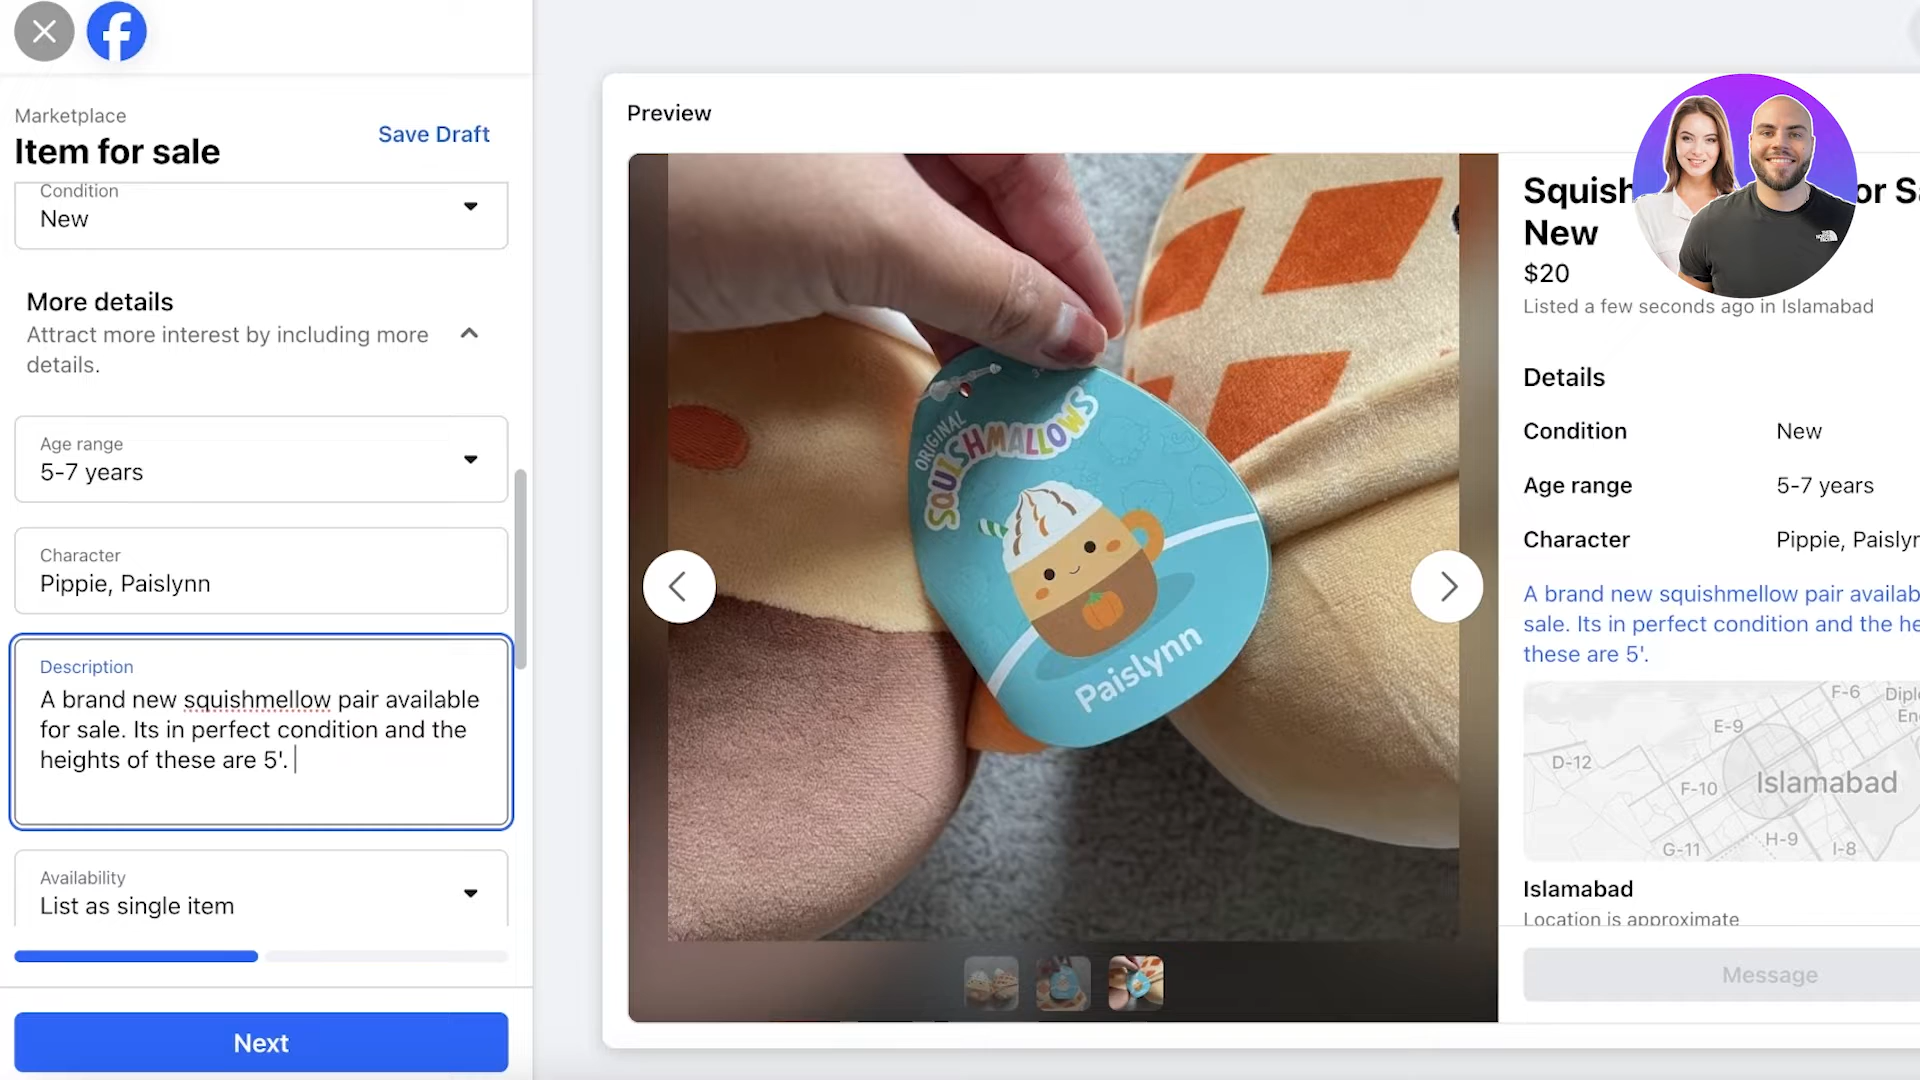 Marketplace
Item for sale
Save Draft
Condition
New
More details
Attract more interest by including more
details.
Age range
5-7 years
Character
Pippie, Paislynn
Description
A brand new squishmellow pair available
for sale. Its in perfect condition and the
heights of these are 5'.
Availability
List as single item
Next
Preview
ORIGINAL
SQUISHMALLOWS
Paislynn
New
$20
Listed a few seconds ago in Islamabad
Details
Condition New
Age range 5-7 years
Character Pippie, Paislyn
A brand new squishmellow pair availab
sale. Its in perfect condition and the he
these are 5'.
F-6
E-9
D-12
F-10
Islamabad
H-9
G-11
I-8
Islamabad
Location is approximate
Message